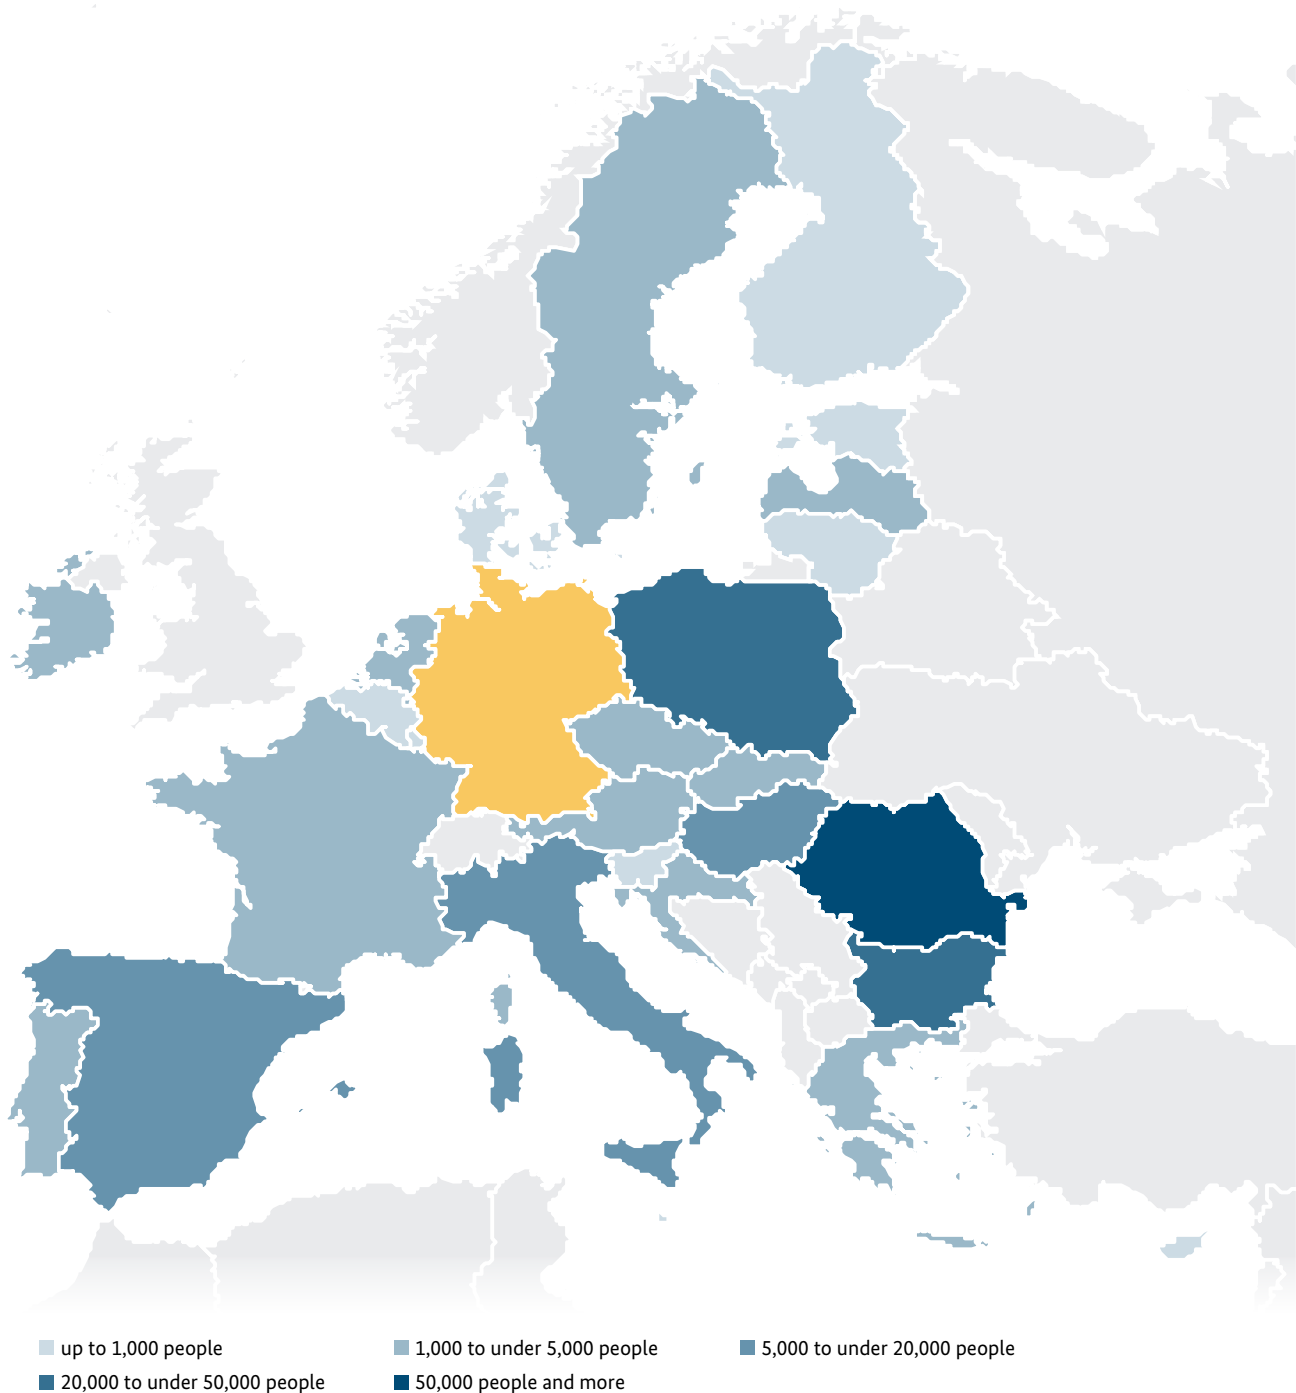 up to 1,000 people
1,000 to under 5,000 people
5,000 to under 20,000 people
20,000 to under 50,000 people
50,000 people and more